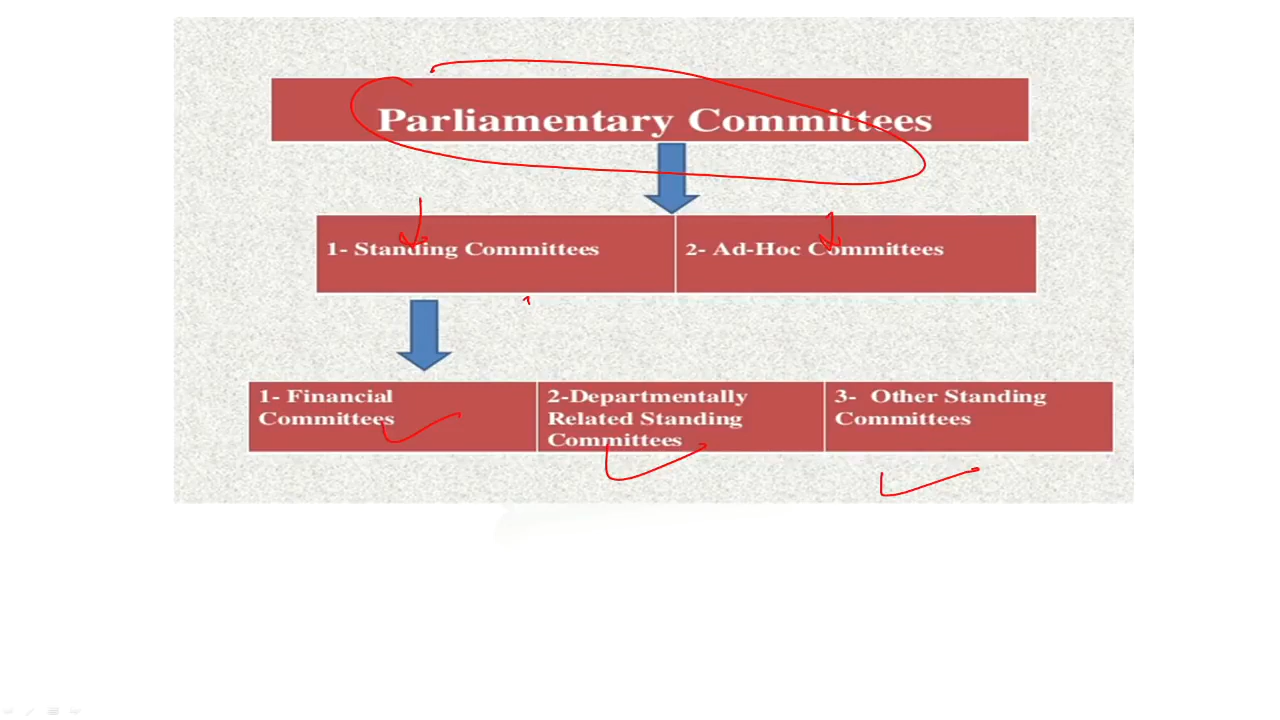 Parliamentary Committees
1- Standing Committees
2- Ad-Hoc Committees
1- Financial
Committees
2-Departmentally
Related Standing
Committees
3-  Other Standing
Committees